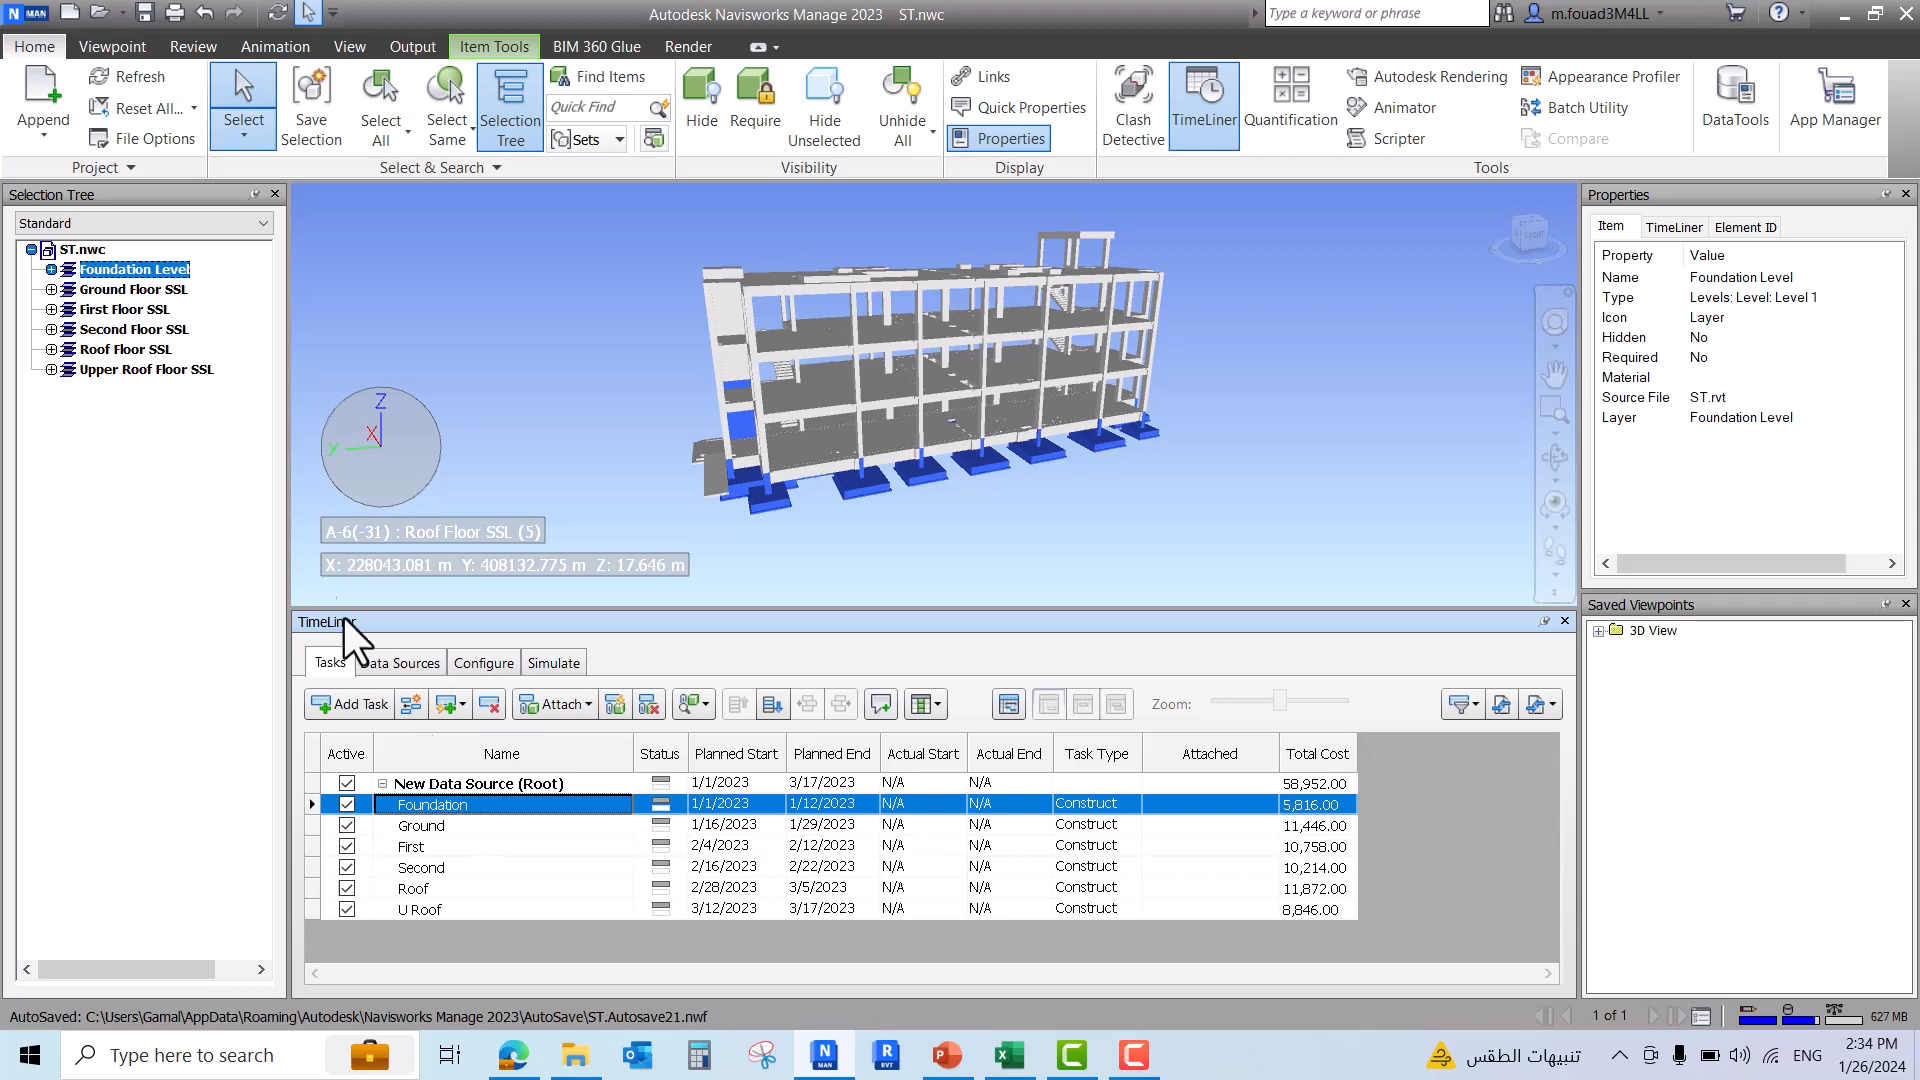 N MAN
Autodesk Navisworks Manage 2023 ST.nwc
Type a keyword or phrase
m.fouad3M4LL
Home Viewpoint Review Animation View Output Item Tools BIM 360 Glue Render
Append
Refresh
Reset All...
File Options
Project
Select
Save Selection
Select All
Select Same
Selection Tree
Find Items
Quick Find
Sets
Select & Search
Hide
Require
Hide Unselected
Unhide All
Visibility
Links
Quick Properties
Properties
Display
Clash Detective
TimeLiner
Quantification
Autodesk Rendering
Animator
Scripter
Appearance Profiler
Batch Utility
Compare
Tools
DataTools
App Manager
Selection Tree
Standard
ST.nwc
Foundation Level
Ground Floor SSL
First Floor SSL
Second Floor SSL
Roof Floor SSL
Upper Roof Floor SSL
Z
X
Y
FRONT
A-6(-31) : Roof Floor SSL (5)
X: 228043.081 m Y: 408132.775 m Z: 17.646 m
Properties
Item TimeLiner Element ID
Property Value
Name Foundation Level
Type Levels: Level: Level 1
Icon Layer
Hidden No
Required No
Material
Source File ST.rvt
Layer Foundation Level
Saved Viewpoints
3D View
TimeLiner
Tasks Data Sources Configure Simulate
Add Task
Attach
Zoom:
Active Name Status Planned Start Planned End Actual Start Actual End Task Type Attached Total Cost
New Data Source (Root) 1/1/2023 3/17/2023 N/A N/A 58,952.00
Foundation 1/1/2023 1/12/2023 N/A N/A Construct 5,816.00
Ground 1/16/2023 1/29/2023 N/A N/A Construct 11,446.00
First 2/4/2023 2/12/2023 N/A N/A Construct 10,758.00
Second 2/16/2023 2/22/2023 N/A N/A Construct 10,214.00
Roof 2/28/2023 3/5/2023 N/A N/A Construct 11,872.00
U Roof 3/12/2023 3/17/2023 N/A N/A Construct 8,846.00
AutoSaved: C:\Users\Gamal\AppData\Roaming\Autodesk\Navisworks Manage 2023\AutoSave\ST.Autosave21.nwf
1 of 1
627 MB
Type here to search
N MAN
R RVT
تنبيهات الطقس
ENG
2:34 PM
1/26/2024